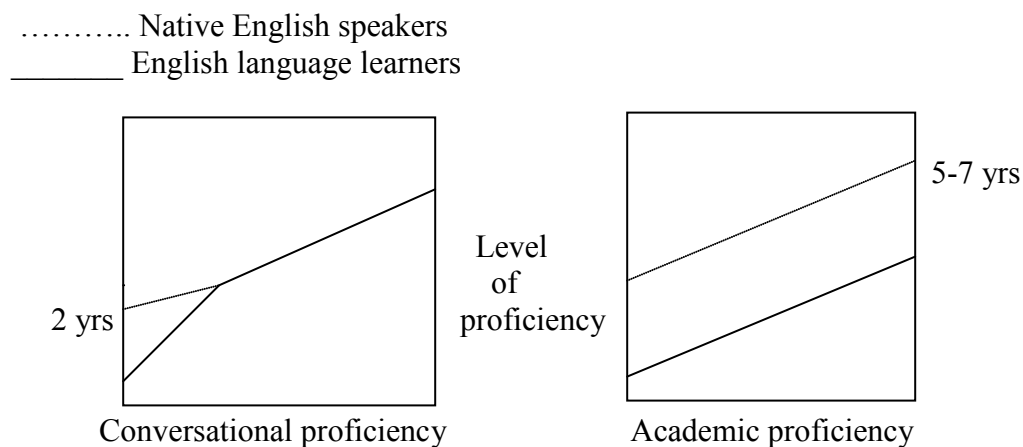 ……….. Native English speakers
_______ English language learners
2 yrs
Level
of
proficiency
5-7 yrs
Conversational proficiency
Academic proficiency